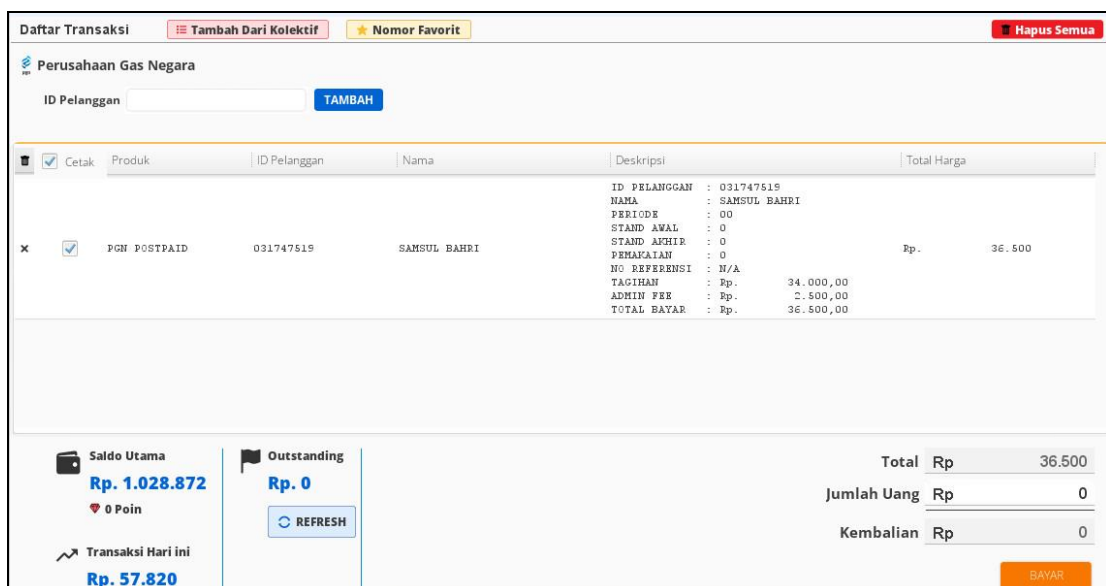 Daftar Transaksi Tambah Dari Kolektif Nomor Favorit Hapus Semua
Perusahaan Gas Negara
ID Pelanggan TAMBAH
Cetak Produk ID Pelanggan Nama Deskripsi Total Harga
ID PELANGGAN : 031747519
NAMA : SAMSUL BAHRI
PERIODE : 00
STAND AWAL : 0
STAND AKHIR : 0
PGN POSTPAID 031747519 SAMSUL BAHRI Rp. 36.500
PEMAKAIAN : 0
NO REFERENSI : N/A
TAGIHAN : Rp. 34.000,00
ADMIN FEE : Rp. 2.500,00
TOTAL BAYAR : Rp. 36.500,00
Saldo Utama Outstanding
Rp. 1.028.872 Rp. 0
0 Poin
REFRESH
Transaksi Hari ini
Rp. 57.820
Total Rp 36.500
Jumlah Uang Rp 0
Kembalian Rp 0
BAYAR